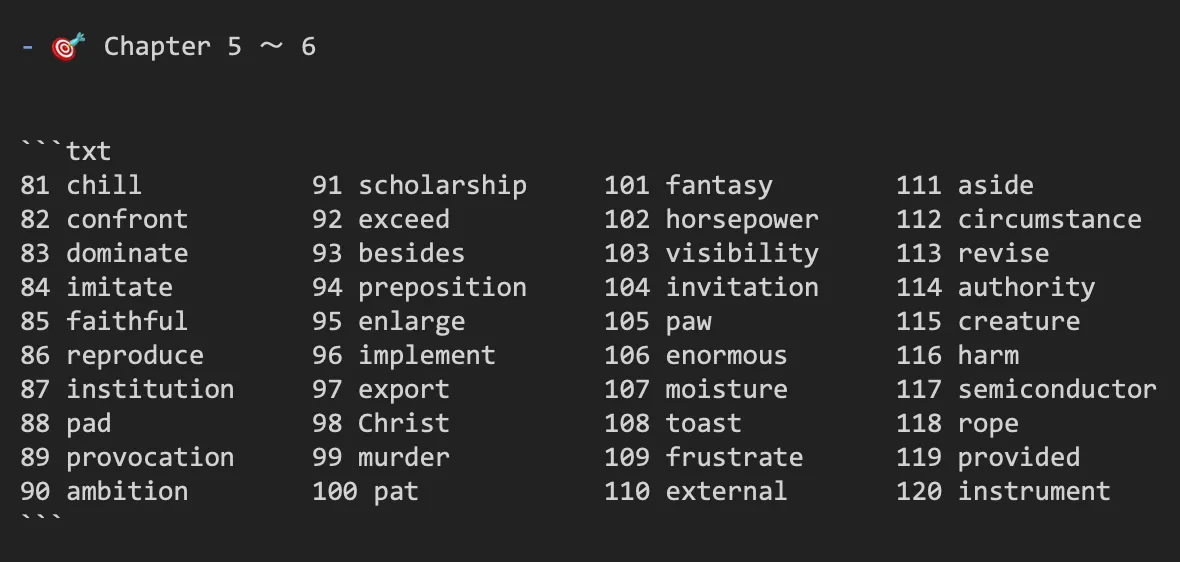 - 🎯 Chapter 5 ～ 6
```txt
81 chill 91 scholarship 101 fantasy 111 aside
82 confront 92 exceed 102 horsepower 112 circumstance
83 dominate 93 besides 103 visibility 113 revise
84 imitate 94 preposition 104 invitation 114 authority
85 faithful 95 enlarge 105 paw 115 creature
86 reproduce 96 implement 106 enormous 116 harm
87 institution 97 export 107 moisture 117 semiconductor
88 pad 98 Christ 108 toast 118 rope
89 provocation 99 murder 109 frustrate 119 provided
90 ambition 100 pat 110 external 120 instrument
```